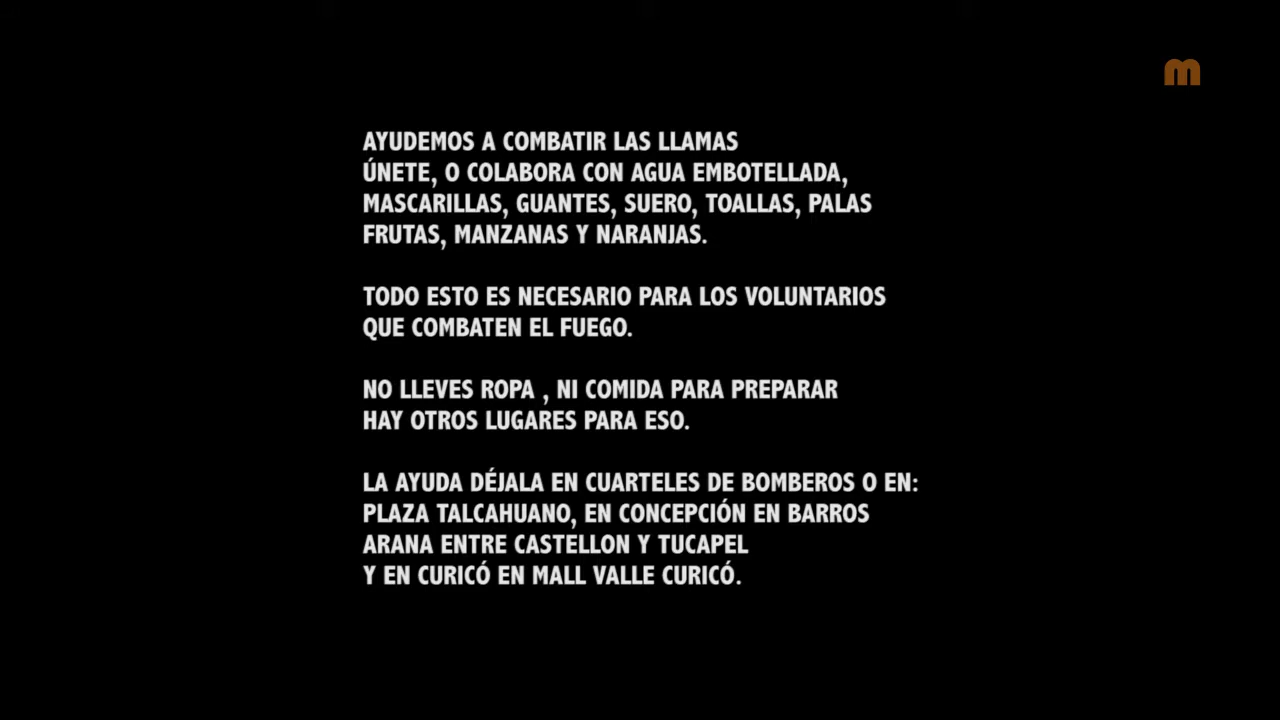 m
AYUDEMOS A COMBATIR LAS LLAMAS
ÚNETE, O COLABORA CON AGUA EMBOTELLADA,
MASCARILLAS, GUANTES, SUERO, TOALLAS, PALAS
FRUTAS, MANZANAS Y NARANJAS.
TODO ESTO ES NECESARIO PARA LOS VOLUNTARIOS
QUE COMBATEN EL FUEGO.
NO LLEVES ROPA , NI COMIDA PARA PREPARAR
HAY OTROS LUGARES PARA ESO.
LA AYUDA DÉJALA EN CUARTELES DE BOMBEROS O EN:
PLAZA TALCAHUANO, EN CONCEPCIÓN EN BARROS
ARANA ENTRE CASTELLON Y TUCAPEL
Y EN CURICÓ EN MALL VALLE CURICÓ.